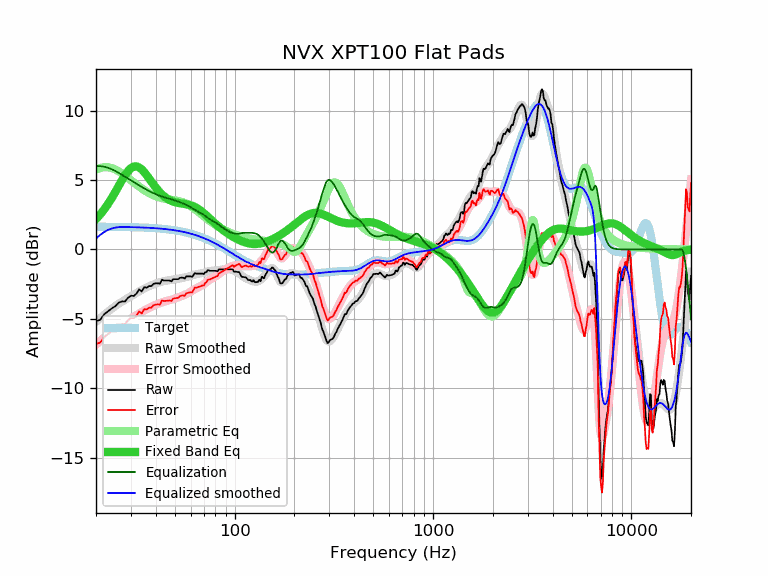 NVX XPT100 Flat Pads
Amplitude (dBr)
10
5
0
−5
−10
−15
Target
Raw Smoothed
Error Smoothed
Raw
Error
Parametric Eq
Fixed Band Eq
Equalization
Equalized smoothed
100
1000
10000
Frequency (Hz)